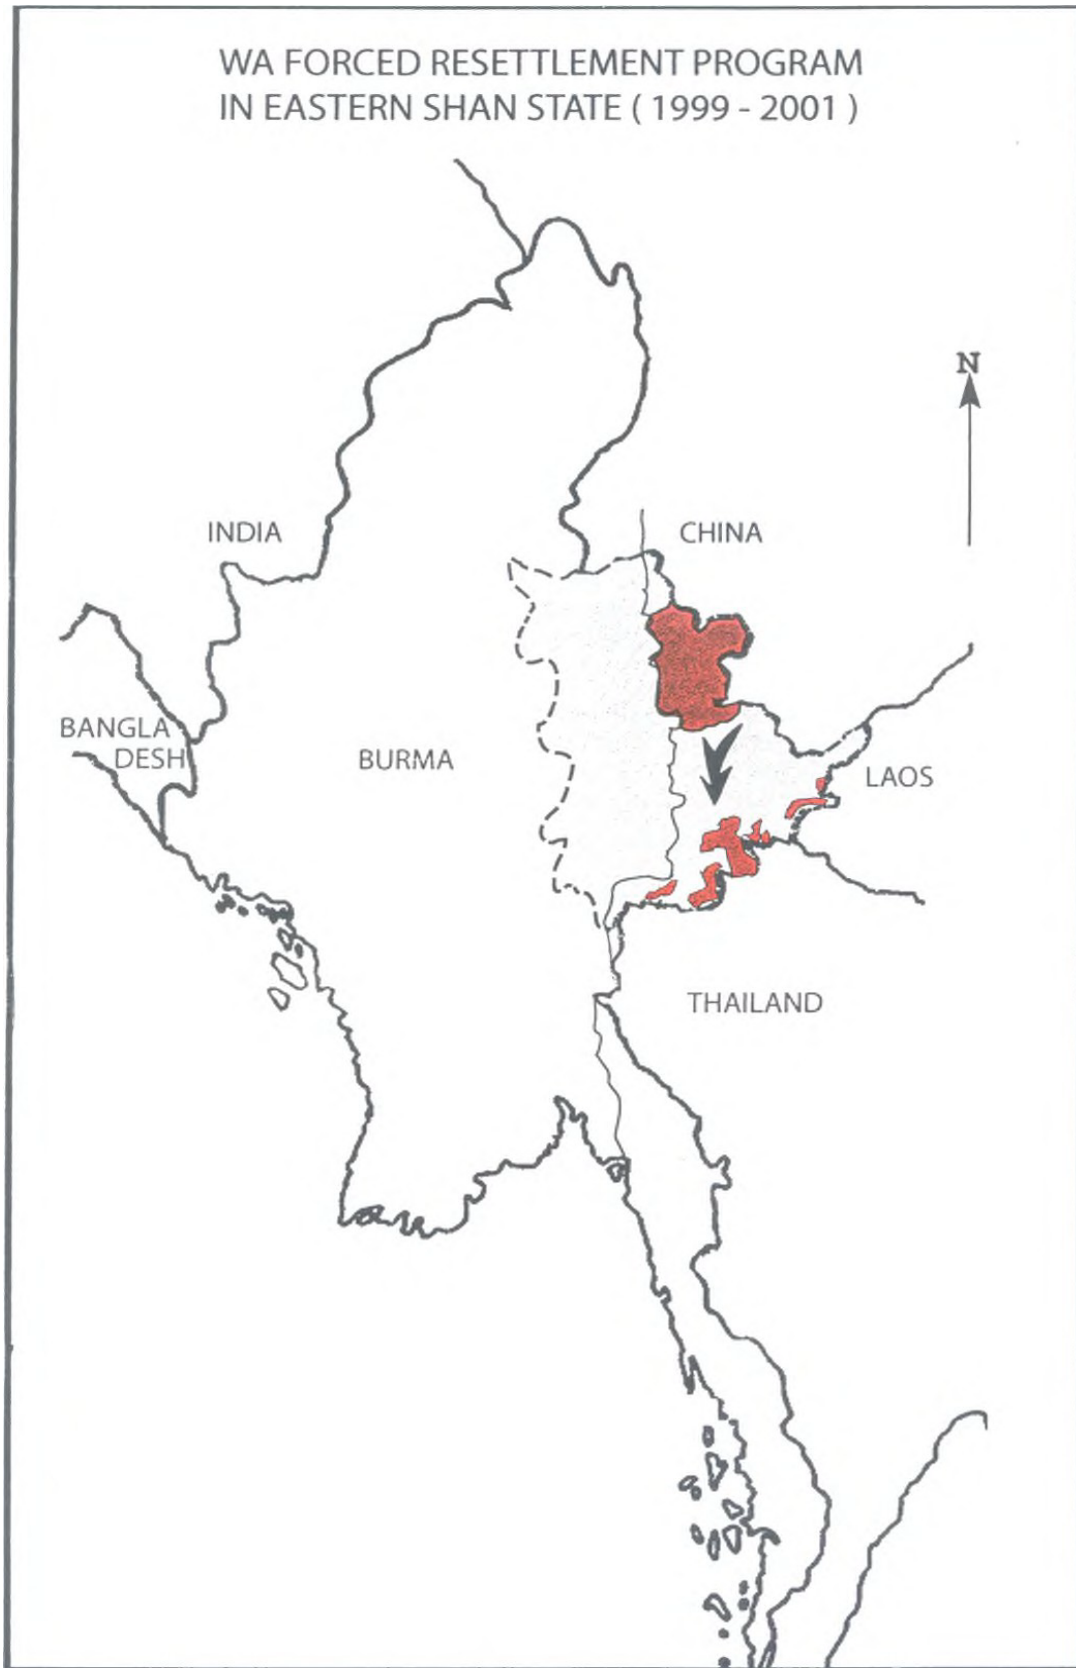 WA FORCED RESETTLEMENT PROGRAM
IN EASTERN SHAN STATE ( 1999 - 2001 )
N
INDIA
CHINA
BANGLA
DESH
BURMA
LAOS
THAILAND